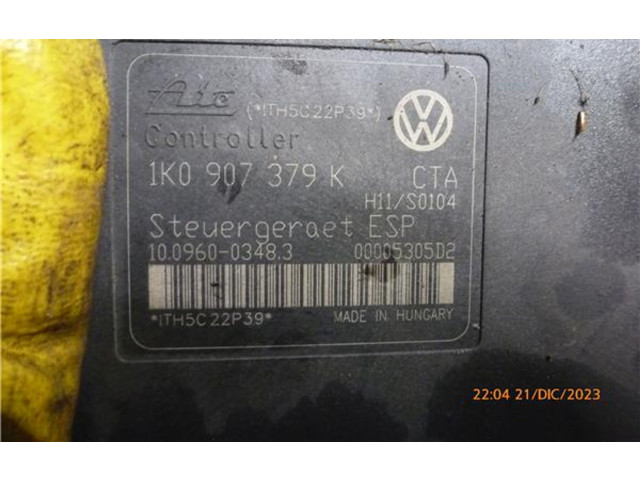 Ate (*ITH5C22P39*)
Controller
1K0 907 379 K CTA
H11/S0104
Steuergeraet ESP
10.0960-0348.3 00005305D2
*ITH5C22P39* MADE IN HUNGARY
22:04 21/DIC/2023